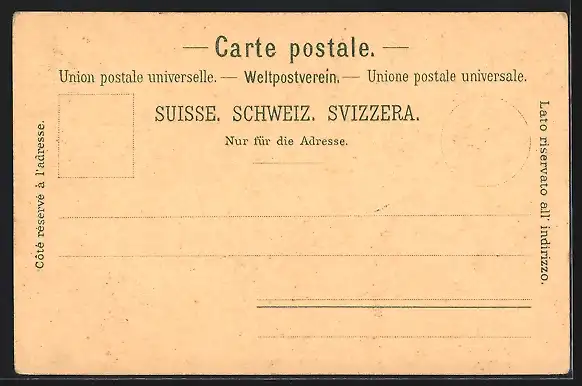 — Carte postale. —
Union postale universelle. — Weltpostverein. — Unione postale universale.
SUISSE. SCHWEIZ. SVIZZERA.
Nur für die Adresse.
Côté réservé à l'adresse.
Lato riservato all' indirizzo.